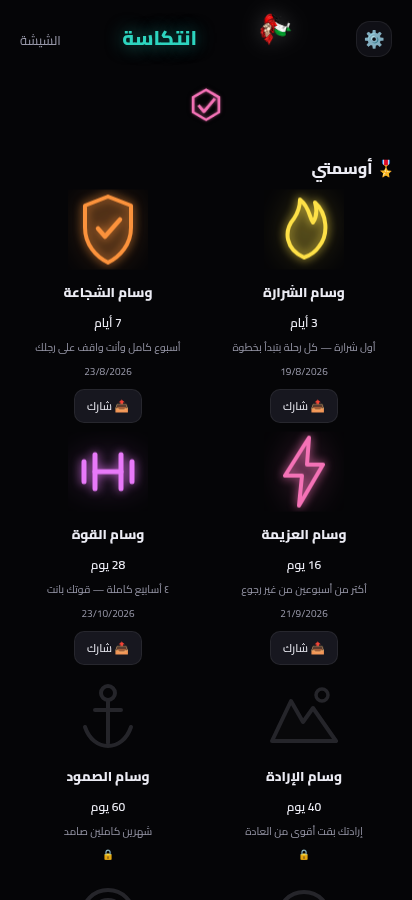 انتكاسة
الشيشة
🎖️ أوسمتي
وسام الشرارة
3 أيام
أول شرارة — كل رحلة بتبدأ بخطوة
19/8/2026
📤 شارك
وسام الشجاعة
7 أيام
أسبوع كامل وأنت واقف على رجلك
23/8/2026
📤 شارك
وسام العزيمة
16 يوم
أكتر من أسبوعين من غير رجوع
21/9/2026
📤 شارك
وسام القوة
28 يوم
٤ أسابيع كاملة — قوتك بانت
23/10/2026
📤 شارك
وسام الإرادة
40 يوم
إرادتك بقت أقوى من العادة
وسام الصمود
60 يوم
شهرين كاملين صامد